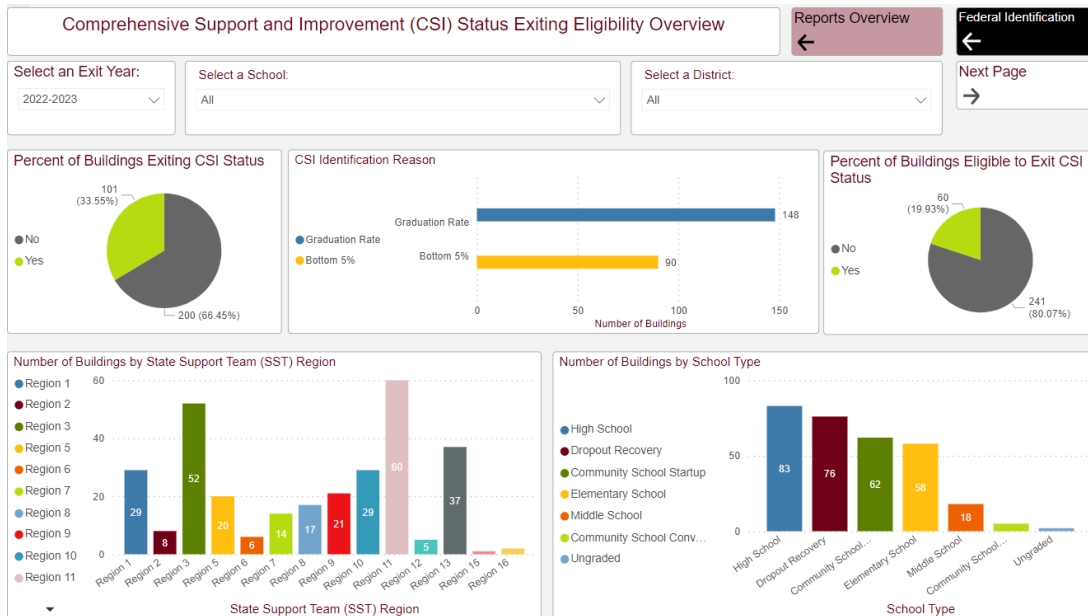 Comprehensive Support and Improvement (CSI) Status Exiting Eligibility Overview
Reports Overview
Federal Identification
Select an Exit Year:
2022-2023
Select a School:
All
Select a District:
All
Next Page
Percent of Buildings Exiting CSI Status
101
(33.55%)
No
Yes
200 (66.45%)
CSI Identification Reason
Graduation Rate
Bottom 5%
Graduation Rate
148
Bottom 5%
90
0
50
100
150
Number of Buildings
Percent of Buildings Eligible to Exit CSI
Status
60
(19.93%)
No
Yes
241
(80.07%)
Number of Buildings by State Support Team (SST) Region
Region 1
Region 2
Region 3
Region 5
Region 6
Region 7
Region 8
Region 9
Region 10
Region 11
60
40
20
0
29
8
52
20
6
14
17
21
29
60
5
37
Region 1
Region 2
Region 3
Region 5
Region 6
Region 7
Region 8
Region 9
Region 10
Region 11
Region 12
Region 13
Region 15
Region 16
State Support Team (SST) Region
Number of Buildings by School Type
High School
Dropout Recovery
Community School Startup
Elementary School
Middle School
Community School Conv...
Ungraded
100
50
0
83
76
62
58
18
High School
Dropout Recovery
Community School...
Elementary School
Middle School
Community School...
Ungraded
School Type